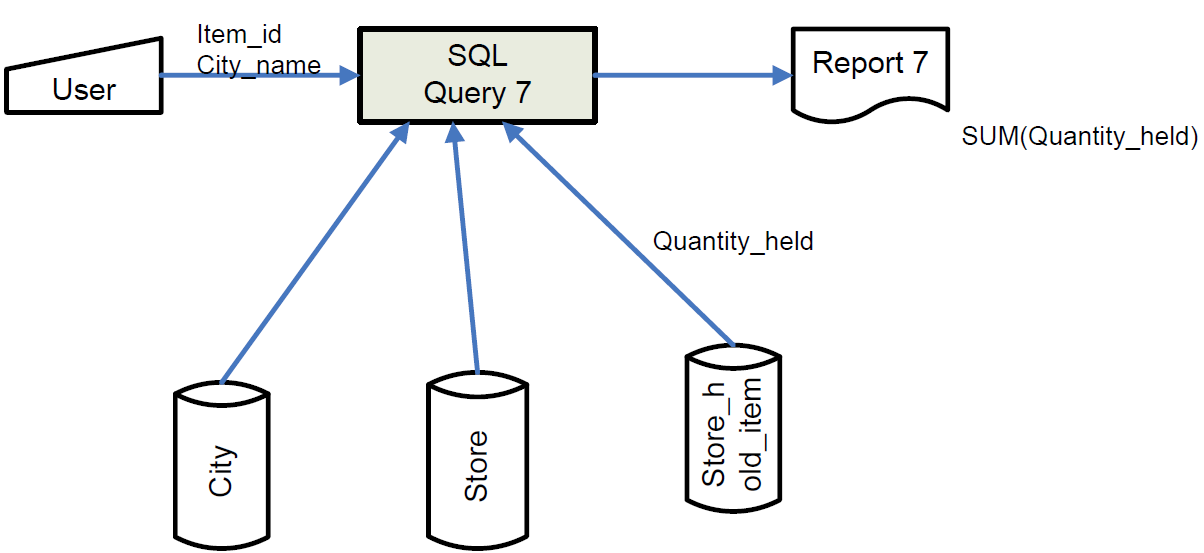 Item_id
City_name
User
SQL
Query 7
Report 7
SUM(Quantity_held)
Quantity_held
City
Store
Store_h
old_item